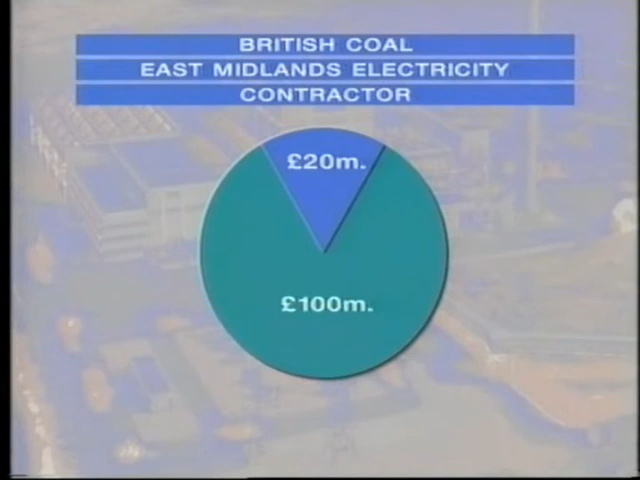 BRITISH COAL
EAST MIDLANDS ELECTRICITY
CONTRACTOR
£20m.
£100m.